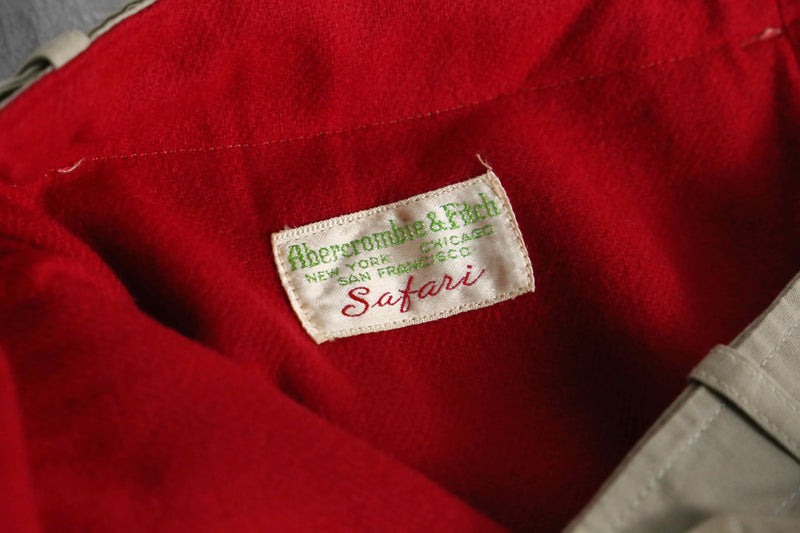 Abercrombie & Fitch
NEW YORK CHICAGO
SAN FRANCISCO
Safari